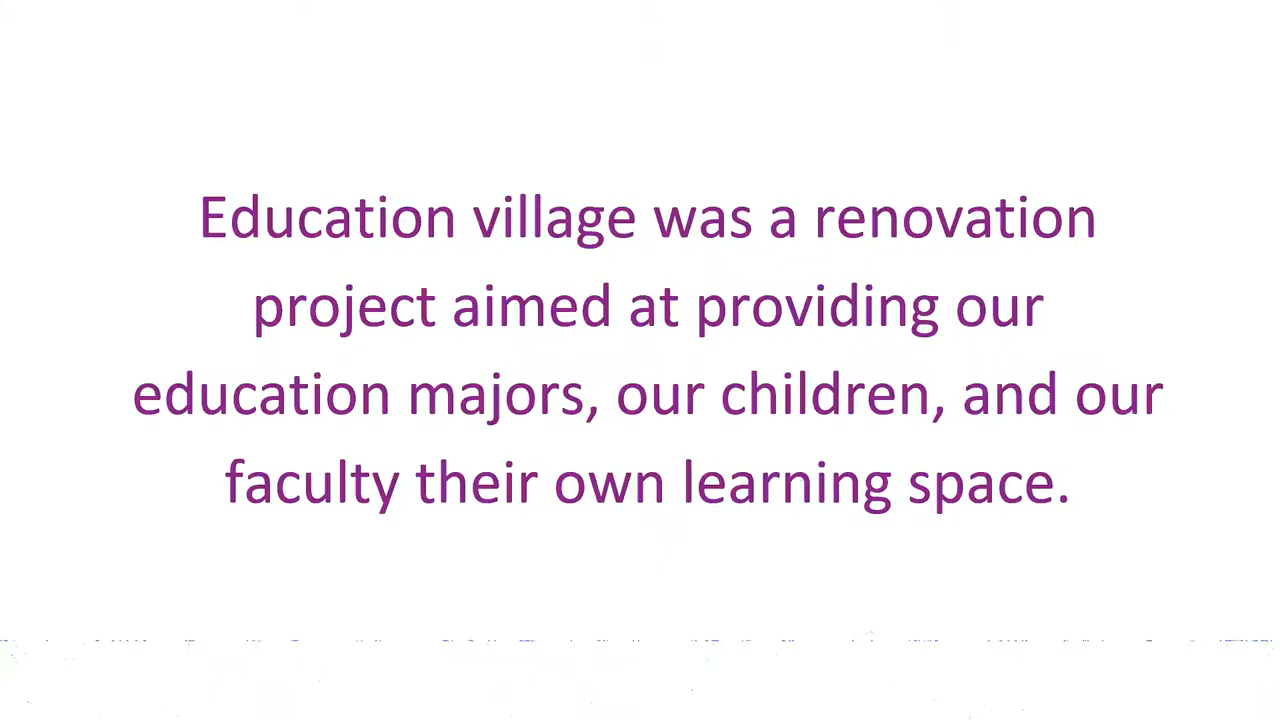 Education village was a renovation
project aimed at providing our
education majors, our children, and our
faculty their own learning space.